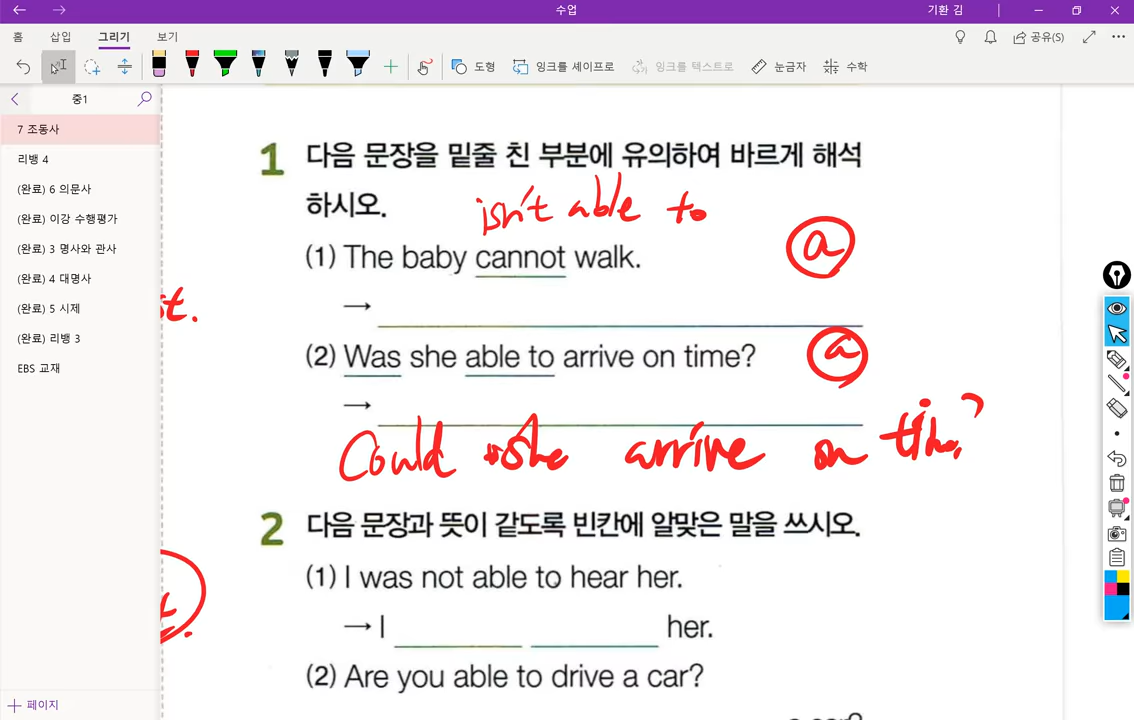 수업
기환 김
홈 삽입 그리기 보기
공유(S)
도형 잉크를 셰이프로 잉크를 텍스트로 눈금자 수학
중1
7 조동사
리뱅 4
(완료) 6 의문사
(완료) 이강 수행평가
(완료) 3 명사와 관사
(완료) 4 대명사
(완료) 5 시제
(완료) 리뱅 3
EBS 교재
페이지
1 다음 문장을 밑줄 친 부분에 유의하여 바르게 해석
하시오.
isn't able to
(1) The baby cannot walk.
a
→
st.
(2) Was she able to arrive on time?
a
→
Could she arrive on time?
2 다음 문장과 뜻이 같도록 빈칸에 알맞은 말을 쓰시오.
(1) I was not able to hear her.
t.
→ I her.
(2) Are you able to drive a car?
a car?